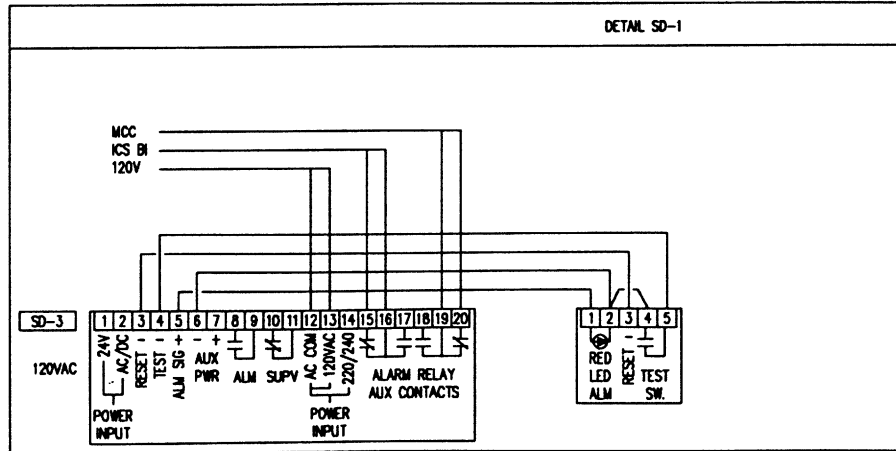 DETAIL SD-1
MCC
ICS BI
120V
SD-3
120VAC
1 2 3 4 5 6 7 8 9 10 11 12 13 14 15 16 17 18 19 20
24V
AC/DC
RESET -
TEST -
ALM SIG +
- +
AUX
PWR
ALM
SUPV
AC COM
120VAC
220/240
ALARM RELAY
AUX CONTACTS
POWER
INPUT
POWER
INPUT
1 2 3 4 5
RED
LED
ALM
RESET -
TEST
SW.